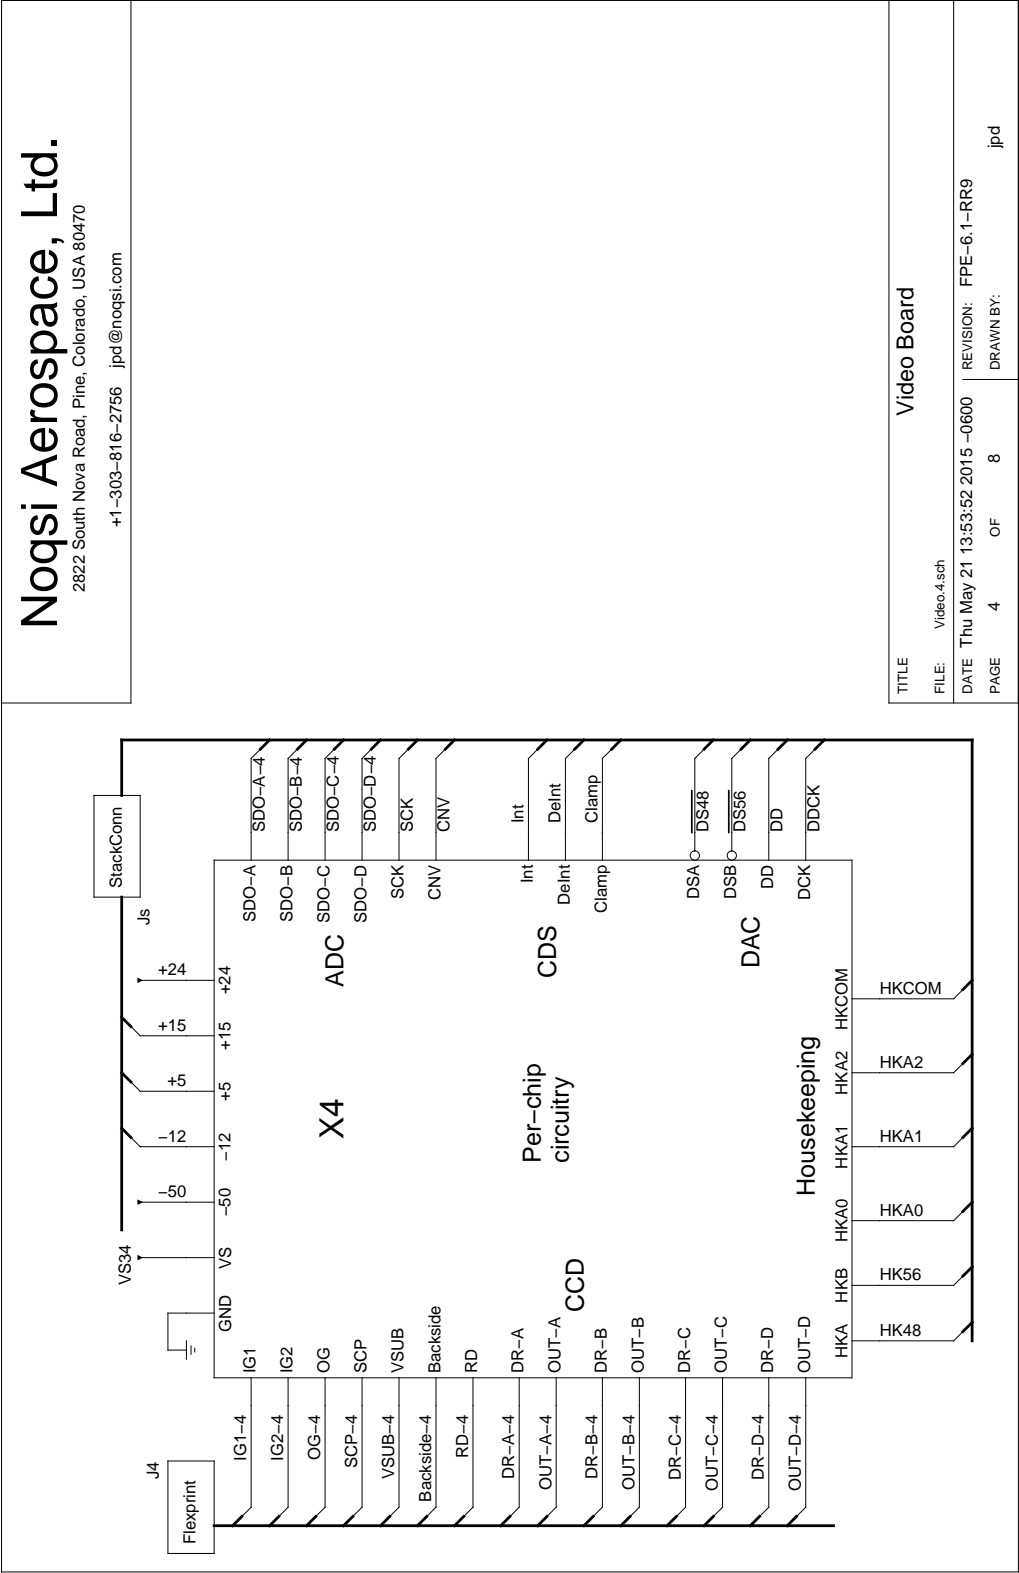 Noqsi Aerospace, Ltd.
2822 South Nova Road, Pine, Colorado, USA 80470
+1−303−816−2756 jpd@noqsi.com
J4
Flexprint
IG1−4
IG2−4
OG−4
SCP−4
VSUB−4
Backside−4
RD−4
DR−A−4
OUT−A−4
DR−B−4
OUT−B−4
DR−C−4
OUT−C−4
DR−D−4
OUT−D−4
IG1
IG2
OG
SCP
VSUB
Backside
RD
DR−A
OUT−A
DR−B
OUT−B
DR−C
OUT−C
DR−D
OUT−D
CCD
VS34
−50
−12
+5
+15
+24
GND
VS
−50
−12
+5
+15
+24
X4
Per−chip
circuitry
Housekeeping
HKA
HKB
HKA0
HKA1
HKA2
HKCOM
HK48
HK56
HKA0
HKA1
HKA2
HKCOM
Js
StackConn
ADC
CDS
DAC
SDO−A
SDO−B
SDO−C
SDO−D
SCK
CNV
Int
DeInt
Clamp
DSA
DSB
DD
DCK
SDO−A−4
SDO−B−4
SDO−C−4
SDO−D−4
SCK
CNV
Int
DeInt
Clamp
DS48
DS56
DD
DDCK
TITLE
Video Board
FILE: Video.4.sch
DATE Thu May 21 13:53:52 2015 −0600
REVISION: FPE−6.1−RR9
PAGE 4 OF 8
DRAWN BY: jpd